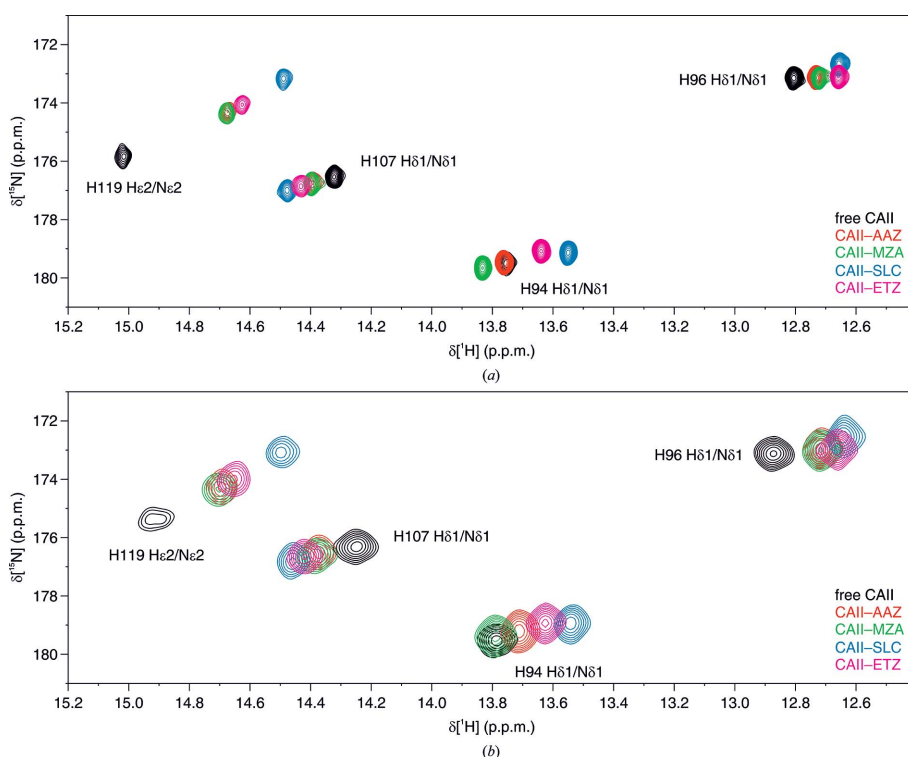 172
174
176
178
180
H96 Hδ1/Nδ1
H107 Hδ1/Nδ1
H119 Hε2/Nε2
H94 Hδ1/Nδ1
free CAII
CAII–AAZ
CAII–MZA
CAII–SLC
CAII–ETZ
δ[¹⁵N] (p.p.m.)
15.2 15.0 14.8 14.6 14.4 14.2 14.0 13.8 13.6 13.4 13.2 13.0 12.8 12.6
δ[¹H] (p.p.m.)
(a)
172
174
176
178
180
H96 Hδ1/Nδ1
H107 Hδ1/Nδ1
H119 Hε2/Nε2
H94 Hδ1/Nδ1
free CAII
CAII–AAZ
CAII–MZA
CAII–SLC
CAII–ETZ
δ[¹⁵N] (p.p.m.)
15.2 15.0 14.8 14.6 14.4 14.2 14.0 13.8 13.6 13.4 13.2 13.0 12.8 12.6
δ[¹H] (p.p.m.)
(b)